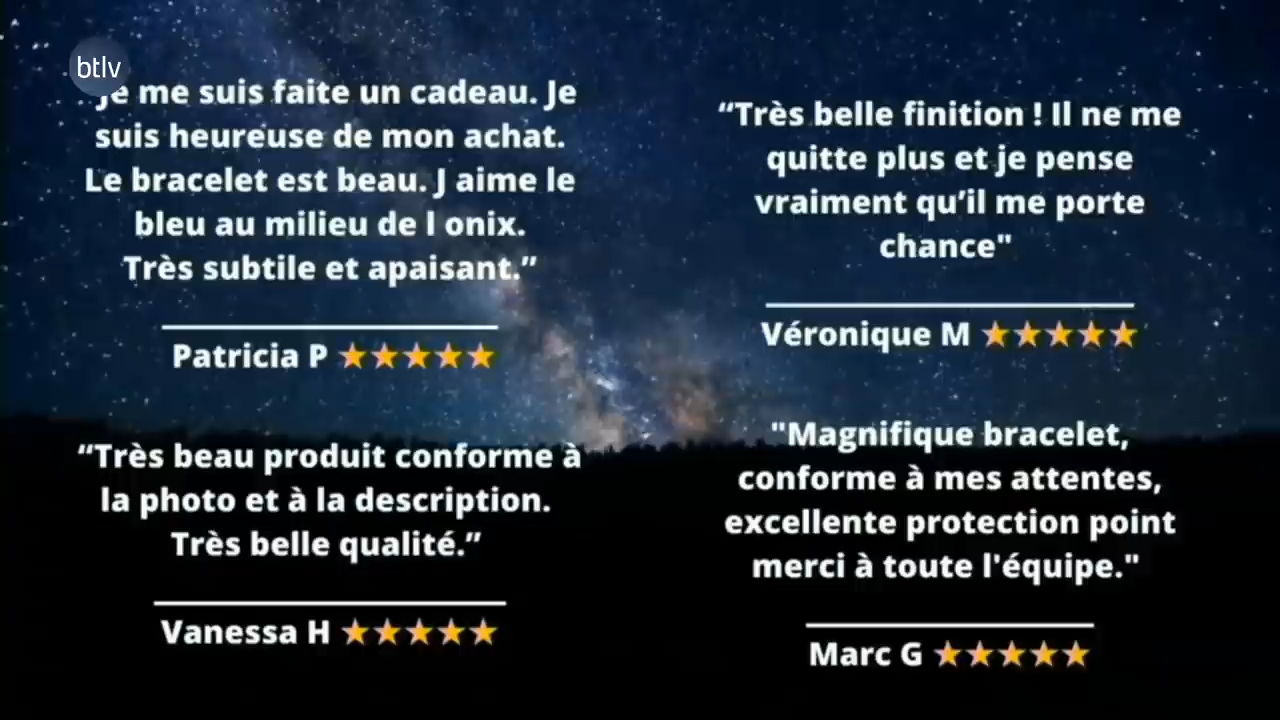 btlv
Je me suis faite un cadeau. Je
suis heureuse de mon achat.
Le bracelet est beau. J aime le
bleu au milieu de l onix.
Très subtile et apaisant.”
Patricia P ★★★★★
“Très belle finition ! Il ne me
quitte plus et je pense
vraiment qu’il me porte
chance"
Véronique M ★★★★★
“Très beau produit conforme à
la photo et à la description.
Très belle qualité.”
Vanessa H ★★★★★
"Magnifique bracelet,
conforme à mes attentes,
excellente protection point
merci à toute l'équipe."
Marc G ★★★★★